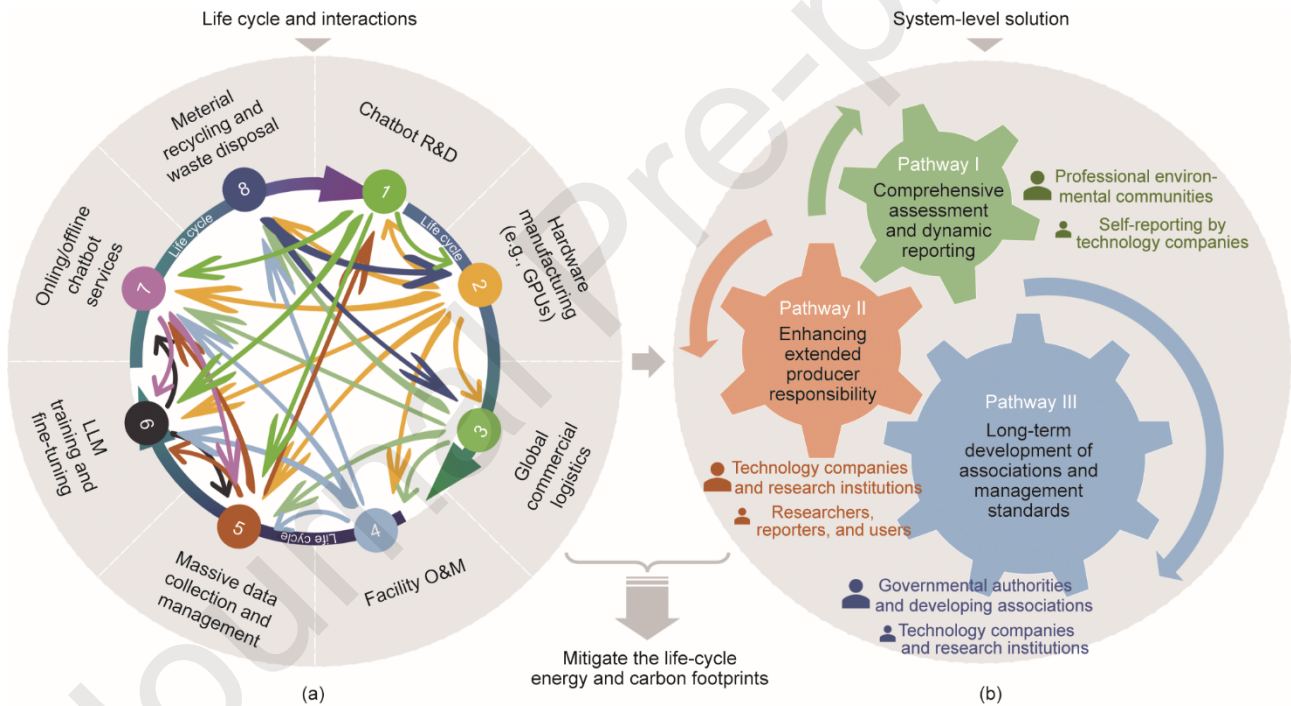 Life cycle and interactions
System-level solution
Meterial
recycling and
waste disposal
Chatbot R&D
Hardware
manufacturing
(e.g., GPUs)
Global
commercial
logistics
Facility O&M
Massive data
collection and
management
LLM
training and
fine-tuning
Onling/offline
chatbot
services
8
1
2
3
4
5
6
7
Life cycle
Life cycle
Life cycle
Mitigate the life-cycle
energy and carbon footprints
(a)
Pathway I
Comprehensive
assessment
and dynamic
reporting
Professional environ-
mental communities
Self-reporting by
technology companies
Pathway II
Enhancing
extended
producer
responsibility
Technology companies
and research institutions
Researchers,
reporters, and users
Pathway III
Long-term
development of
associations and
management
standards
Governmental authorities
and developing associations
Technology companies
and research institutions
(b)
Journal Pre-p